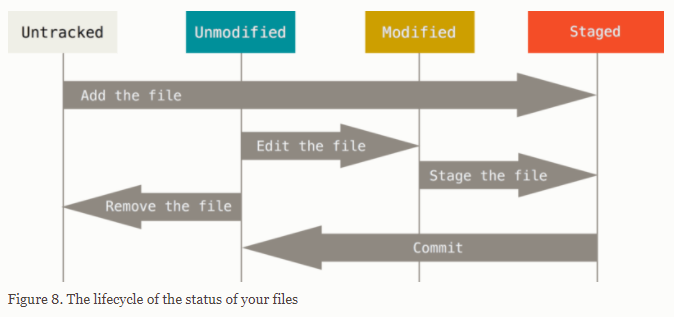 Untracked
Unmodified
Modified
Staged
Add the file
Edit the file
Stage the file
Remove the file
Commit
Figure 8. The lifecycle of the status of your files